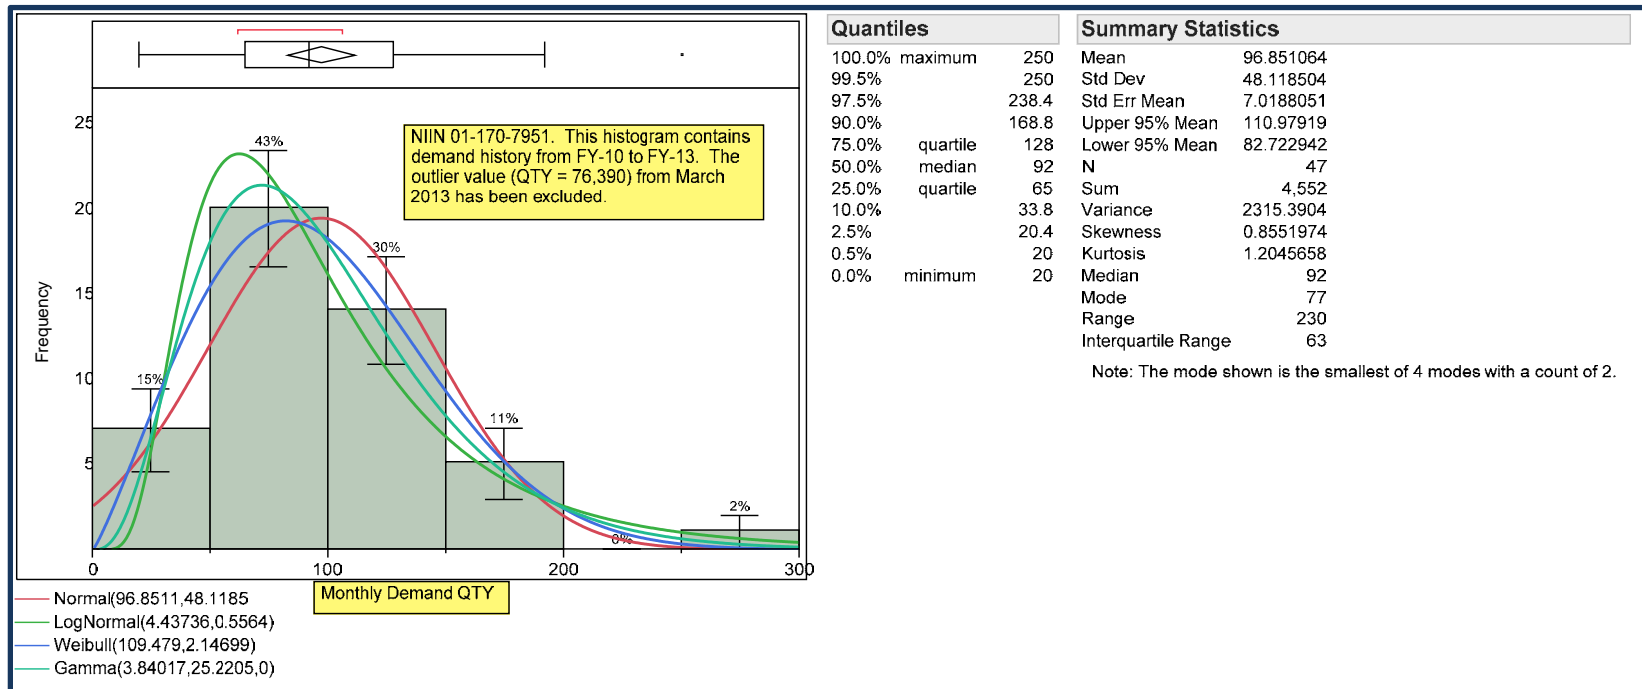 25
20
15
10
5
Frequency
43%
30%
15%
11%
2%
0%
0
100
200
300
NIIN 01-170-7951.  This histogram contains
demand history from FY-10 to FY-13.  The
outlier value (QTY = 76,390) from March
2013 has been excluded.
Monthly Demand QTY
Normal(96.8511,48.1185
LogNormal(4.43736,0.5564)
Weibull(109.479,2.14699)
Gamma(3.84017,25.2205,0)
Quantiles
100.0% maximum 250
99.5% 250
97.5% 238.4
90.0% 168.8
75.0% quartile 128
50.0% median 92
25.0% quartile 65
10.0% 33.8
2.5% 20.4
0.5% 20
0.0% minimum 20
Summary Statistics
Mean 96.851064
Std Dev 48.118504
Std Err Mean 7.0188051
Upper 95% Mean 110.97919
Lower 95% Mean 82.722942
N 47
Sum 4,552
Variance 2315.3904
Skewness 0.8551974
Kurtosis 1.2045658
Median 92
Mode 77
Range 230
Interquartile Range 63
Note: The mode shown is the smallest of 4 modes with a count of 2.